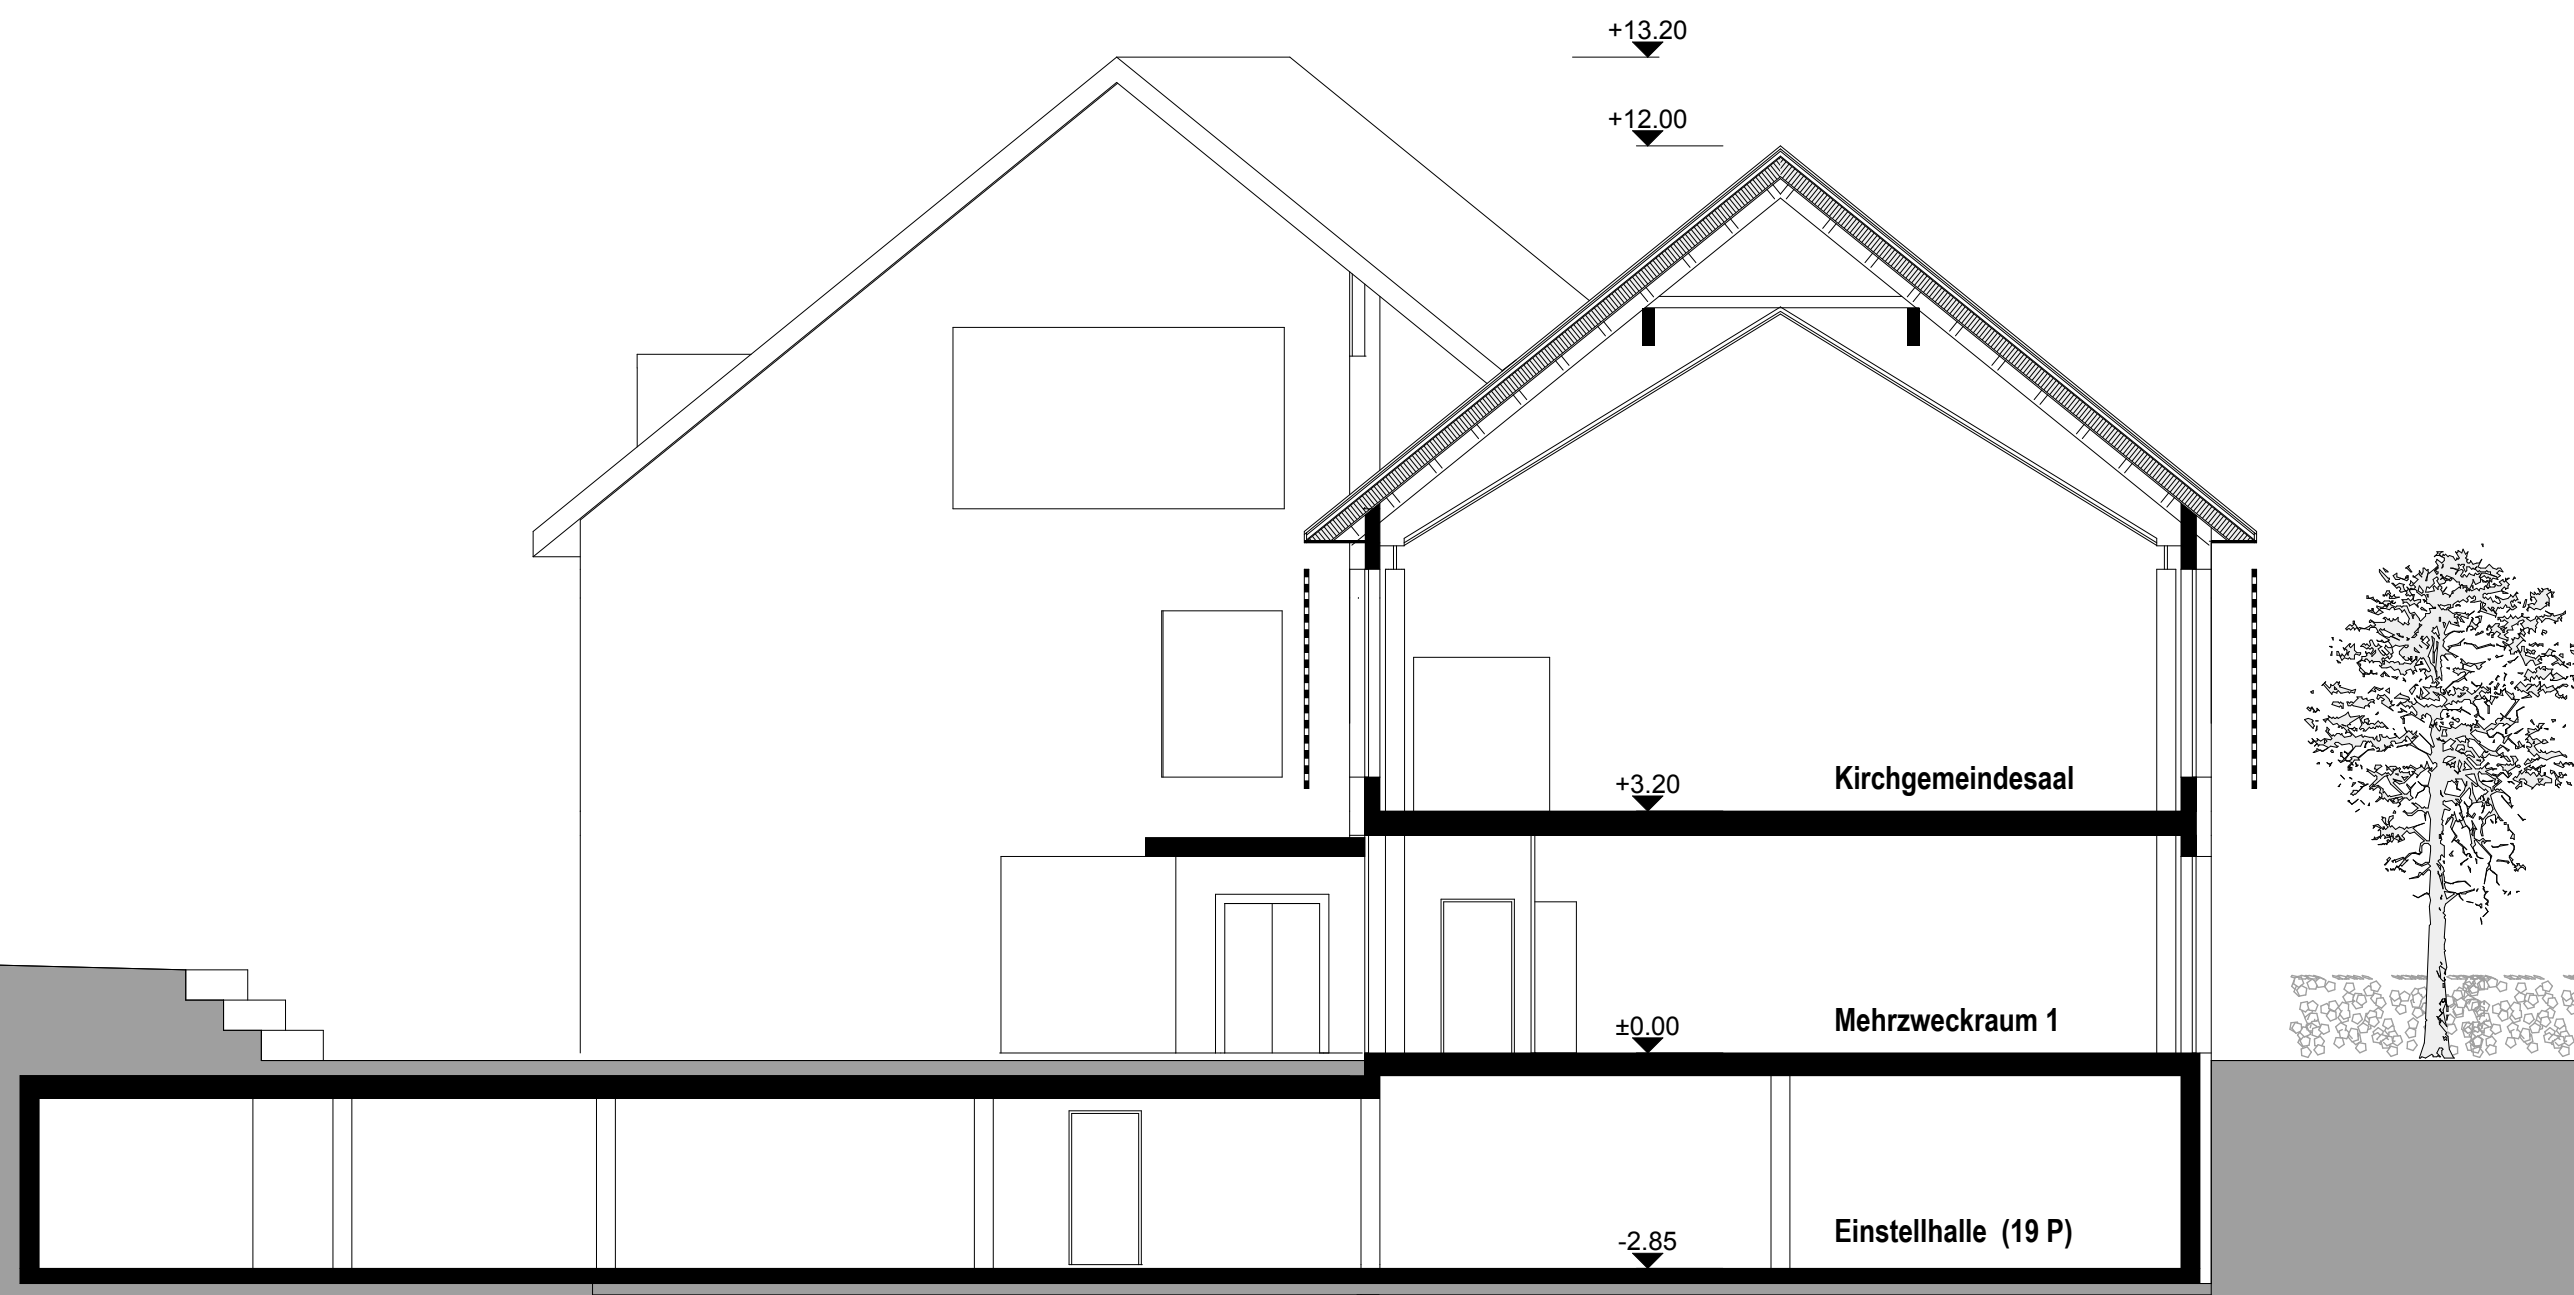 +13.20
+12.00
+3.20
Kirchgemeindesaal
±0.00
Mehrzweckraum 1
-2.85
Einstellhalle (19 P)